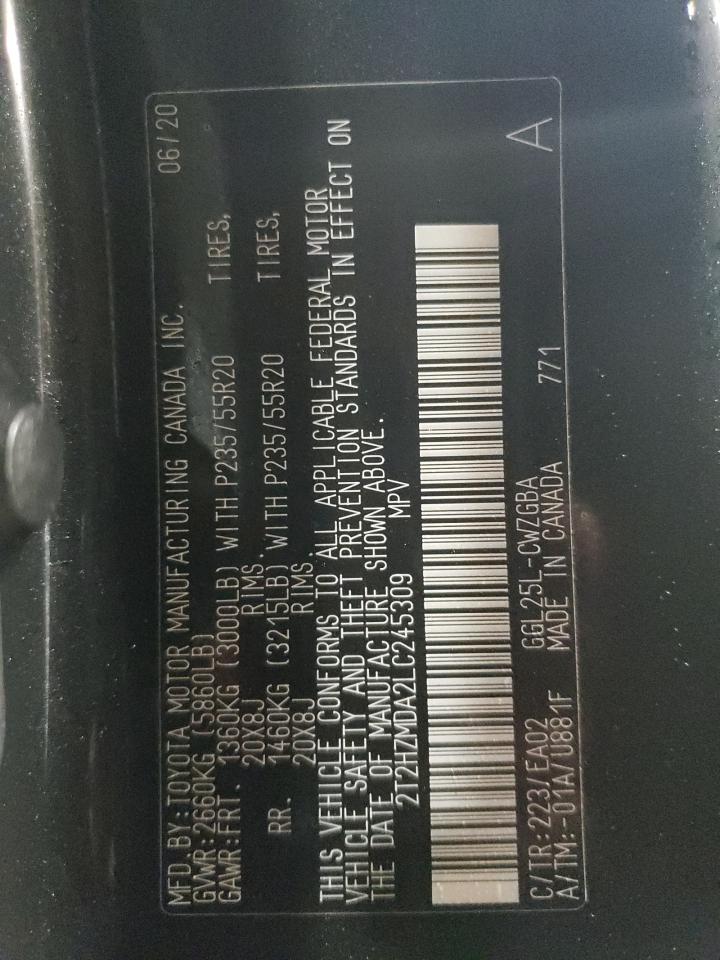 MFD.BY:TOYOTA MOTOR MANUFACTURING CANADA INC. 06/20
GVWR:2660KG (5860LB)
GAWR:FRT. 1360KG (3000LB) WITH P235/55R20 TIRES,
20X8J RIMS.
RR. 1460KG (3215LB) WITH P235/55R20 TIRES,
20X8J RIMS.
THIS VEHICLE CONFORMS TO ALL APPLICABLE FEDERAL MOTOR
VEHICLE SAFETY AND THEFT PREVENTION STANDARDS IN EFFECT ON
THE DATE OF MANUFACTURE SHOWN ABOVE.
2T2HZMDA2LC245309 MPV
C/TR:223/EA02 GGL25L-CWZGBA A
A/TM:-01A/U881F MADE IN CANADA 771